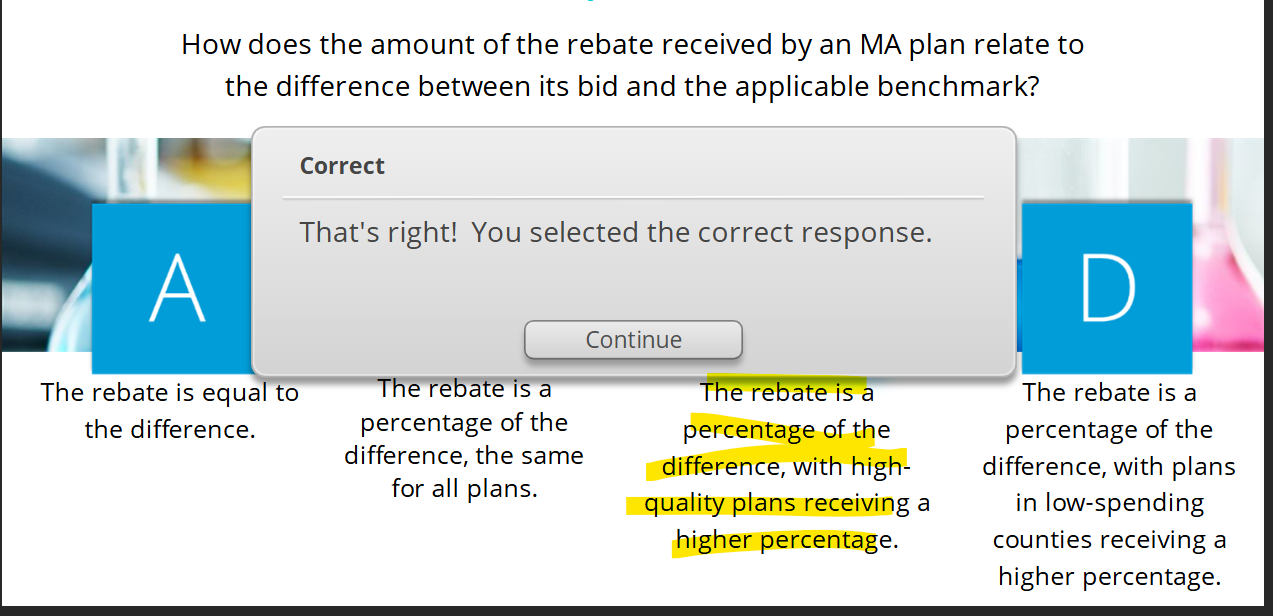 How does the amount of the rebate received by an MA plan relate to
the difference between its bid and the applicable benchmark?
Correct
That's right!  You selected the correct response.
Continue
A
D
The rebate is equal to
the difference.
The rebate is a
percentage of the
difference, the same
for all plans.
The rebate is a
percentage of the
difference, with high-
quality plans receiving a
higher percentage.
The rebate is a
percentage of the
difference, with plans
in low-spending
counties receiving a
higher percentage.